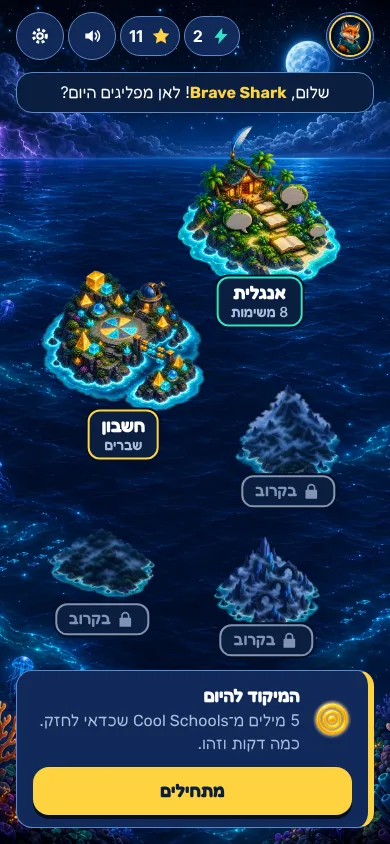 11
2
שלום, Brave Shark! לאן מפליגים היום?
אנגלית
8 משימות
חשבון
שברים
בקרוב
בקרוב
בקרוב
המיקוד להיום
5 מילים מ־Cool Schools שכדאי לחזק.
כמה דקות וזהו.
מתחילים